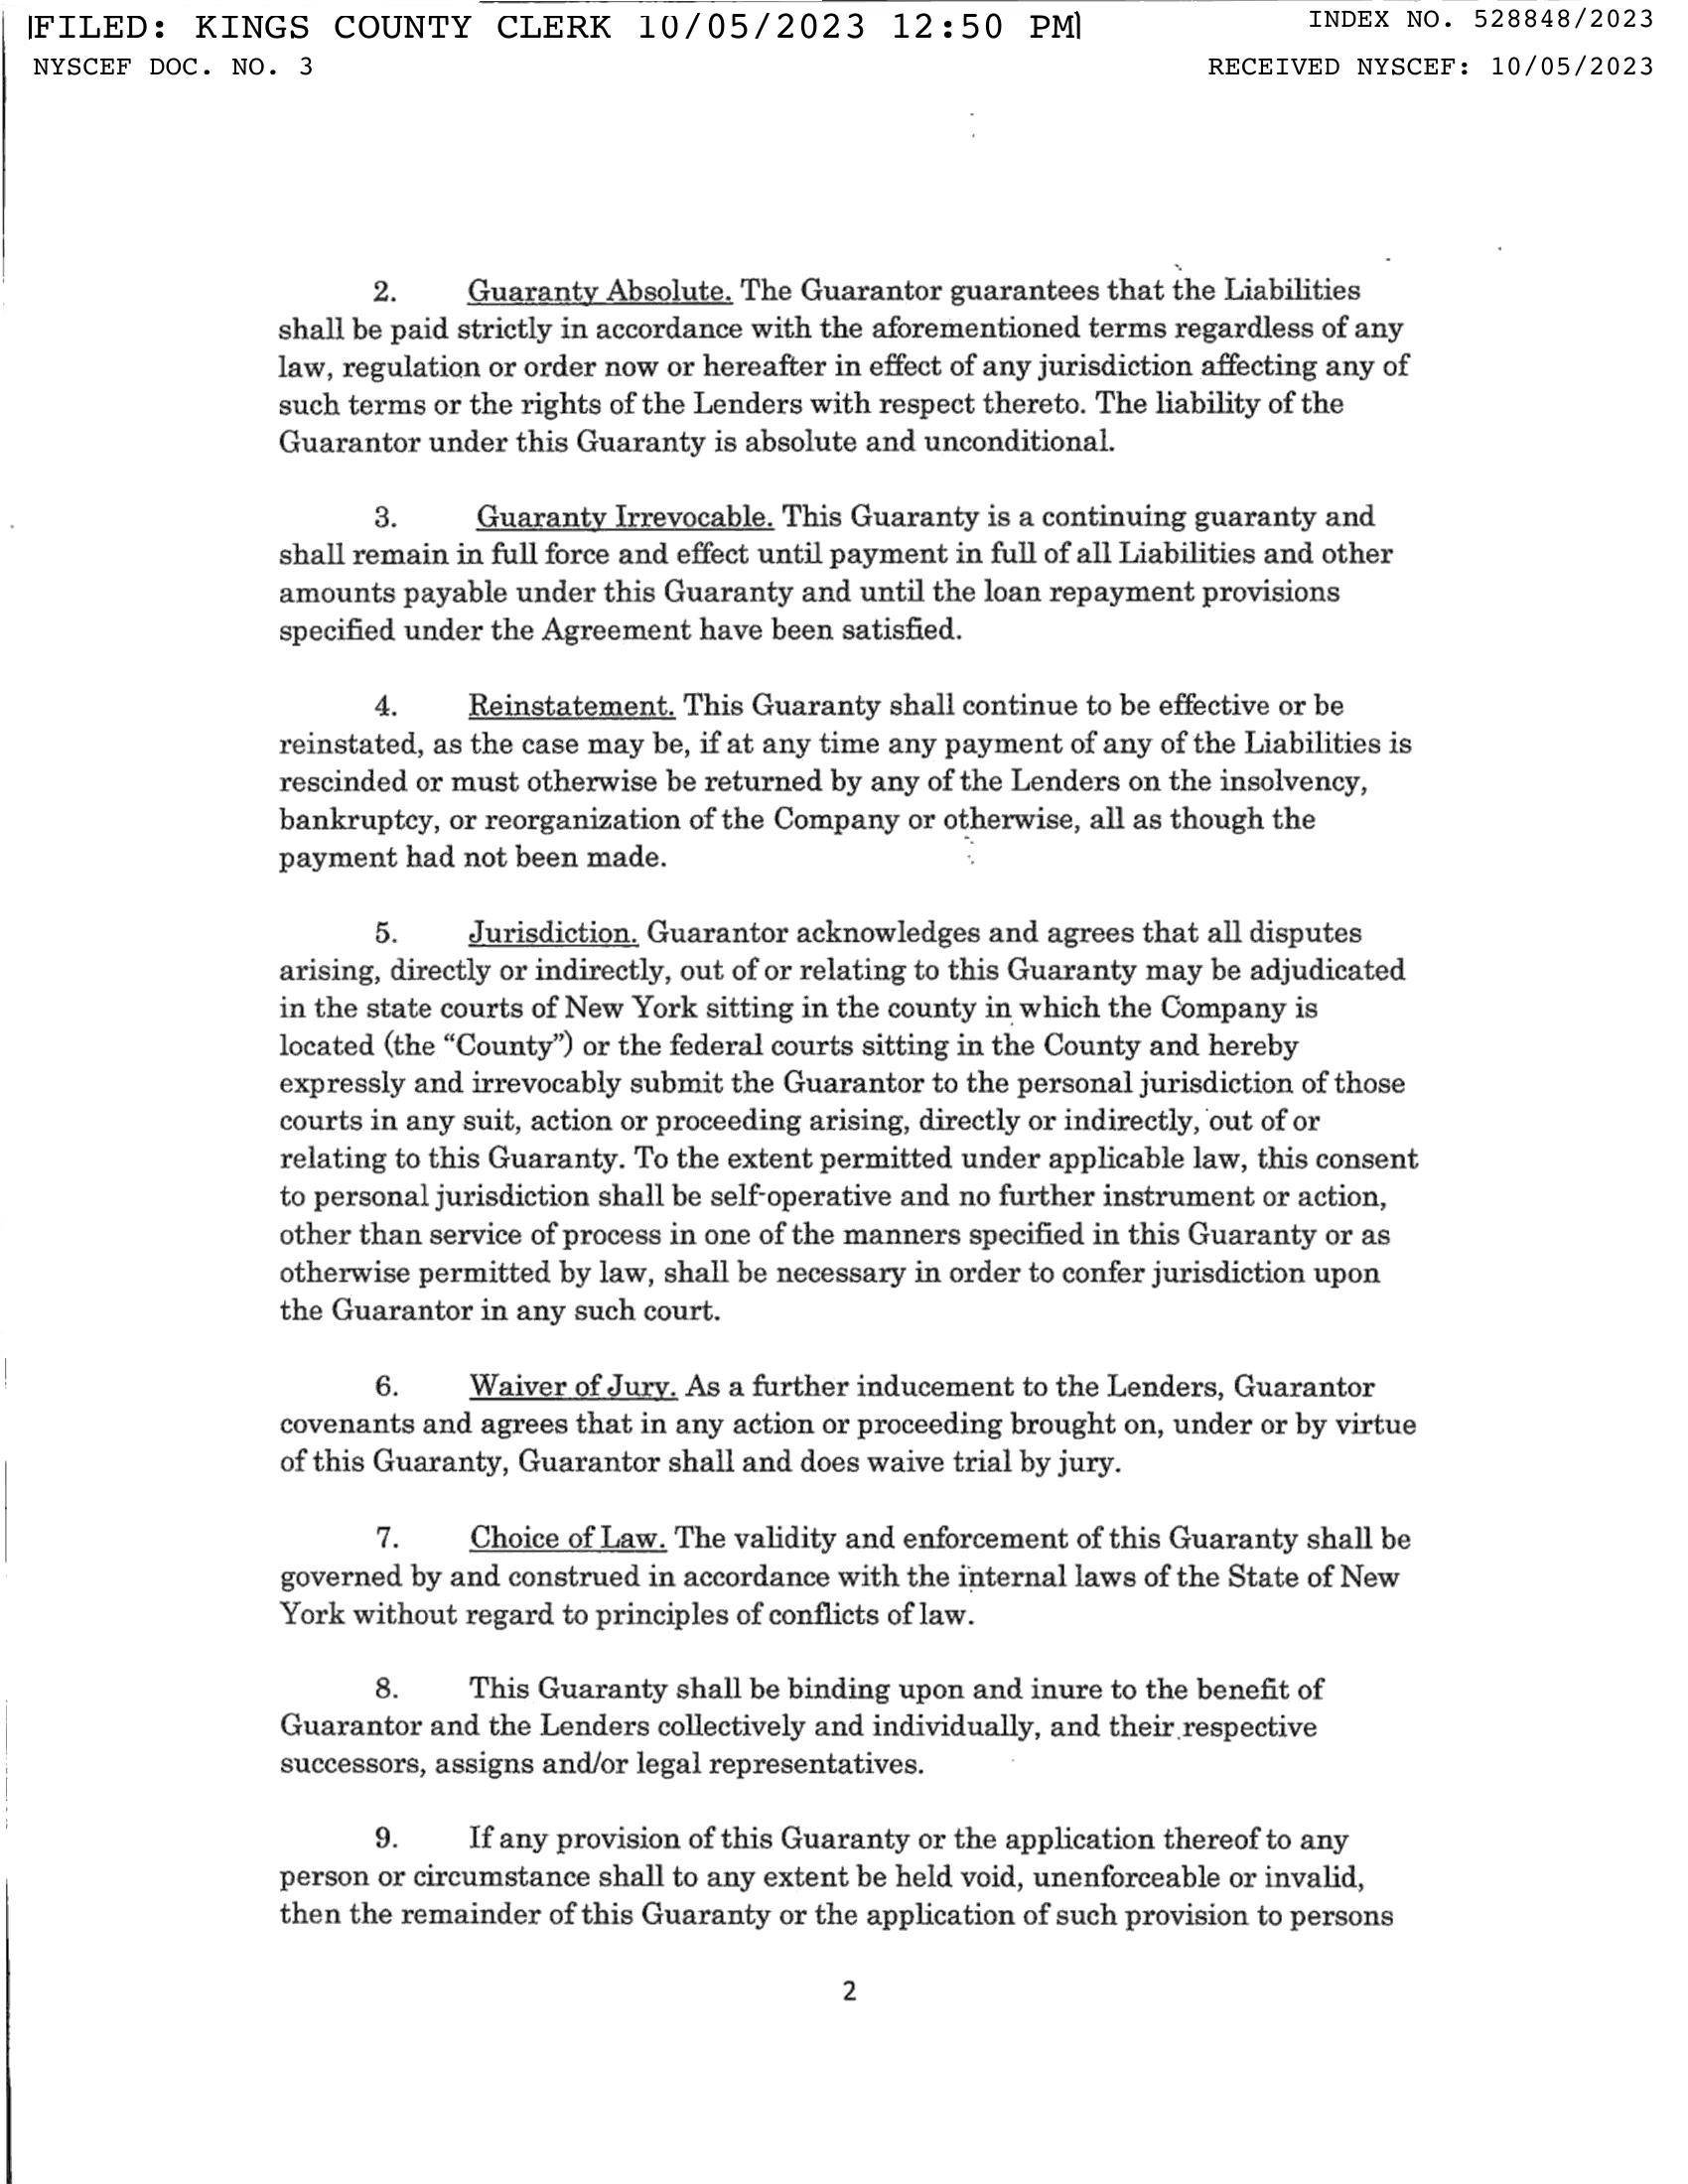 FILED: KINGS COUNTY CLERK 10/05/2023 12:50 PM
INDEX NO. 528848/2023
NYSCEF DOC. NO. 3
RECEIVED NYSCEF: 10/05/2023
2. Guaranty Absolute. The Guarantor guarantees that the Liabilities
shall be paid strictly in accordance with the aforementioned terms regardless of any
law, regulation or order now or hereafter in effect of any jurisdiction affecting any of
such terms or the rights of the Lenders with respect thereto. The liability of the
Guarantor under this Guaranty is absolute and unconditional.
3. Guaranty Irrevocable. This Guaranty is a continuing guaranty and
shall remain in full force and effect until payment in full of all Liabilities and other
amounts payable under this Guaranty and until the loan repayment provisions
specified under the Agreement have been satisfied.
4. Reinstatement. This Guaranty shall continue to be effective or be
reinstated, as the case may be, if at any time any payment of any of the Liabilities is
rescinded or must otherwise be returned by any of the Lenders on the insolvency,
bankruptcy, or reorganization of the Company or otherwise, all as though the
payment had not been made.
5. Jurisdiction. Guarantor acknowledges and agrees that all disputes
arising, directly or indirectly, out of or relating to this Guaranty may be adjudicated
in the state courts of New York sitting in the county in which the Company is
located (the “County”) or the federal courts sitting in the County and hereby
expressly and irrevocably submit the Guarantor to the personal jurisdiction of those
courts in any suit, action or proceeding arising, directly or indirectly, out of or
relating to this Guaranty. To the extent permitted under applicable law, this consent
to personal jurisdiction shall be self-operative and no further instrument or action,
other than service of process in one of the manners specified in this Guaranty or as
otherwise permitted by law, shall be necessary in order to confer jurisdiction upon
the Guarantor in any such court.
6. Waiver of Jury. As a further inducement to the Lenders, Guarantor
covenants and agrees that in any action or proceeding brought on, under or by virtue
of this Guaranty, Guarantor shall and does waive trial by jury.
7. Choice of Law. The validity and enforcement of this Guaranty shall be
governed by and construed in accordance with the internal laws of the State of New
York without regard to principles of conflicts of law.
8. This Guaranty shall be binding upon and inure to the benefit of
Guarantor and the Lenders collectively and individually, and their respective
successors, assigns and/or legal representatives.
9. If any provision of this Guaranty or the application thereof to any
person or circumstance shall to any extent be held void, unenforceable or invalid,
then the remainder of this Guaranty or the application of such provision to persons
2